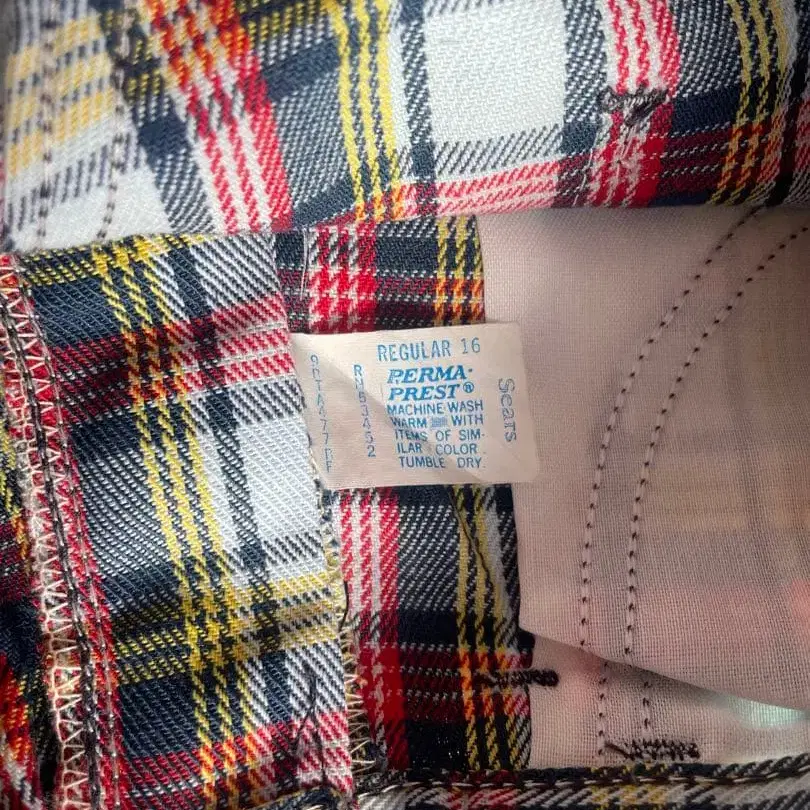 REGULAR 16
PERMA-
PREST®
MACHINE WASH
WARM WITH
ITEMS OF SIM-
ILAR COLOR.
TUMBLE DRY.
Sears
RN53452